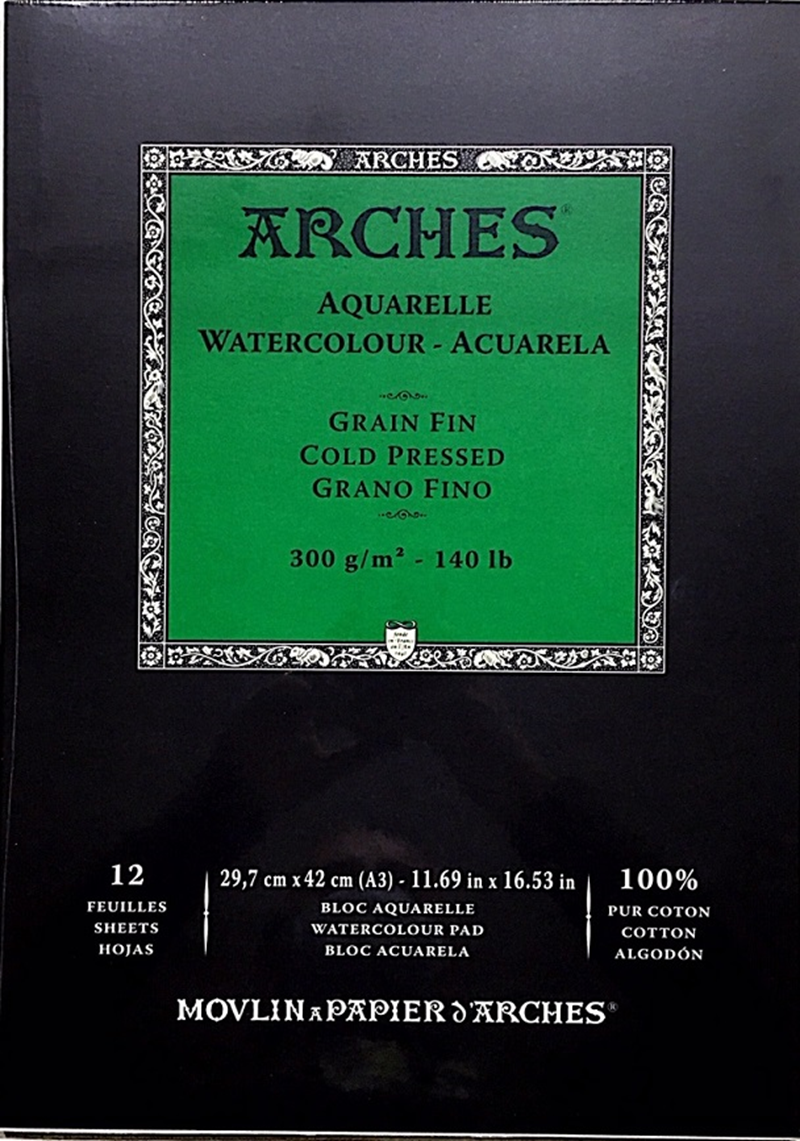 ARCHES
ARCHES®
AQUARELLE
WATERCOLOUR - ACUARELA
GRAIN FIN
COLD PRESSED
GRANO FINO
300 g/m² - 140 lb
12
FEUILLES
SHEETS
HOJAS
29,7 cm x 42 cm (A3) - 11.69 in x 16.53 in
BLOC AQUARELLE
WATERCOLOUR PAD
BLOC ACUARELA
100%
PUR COTON
COTTON
ALGODÓN
MOVLIN A PAPIER d'ARCHES®